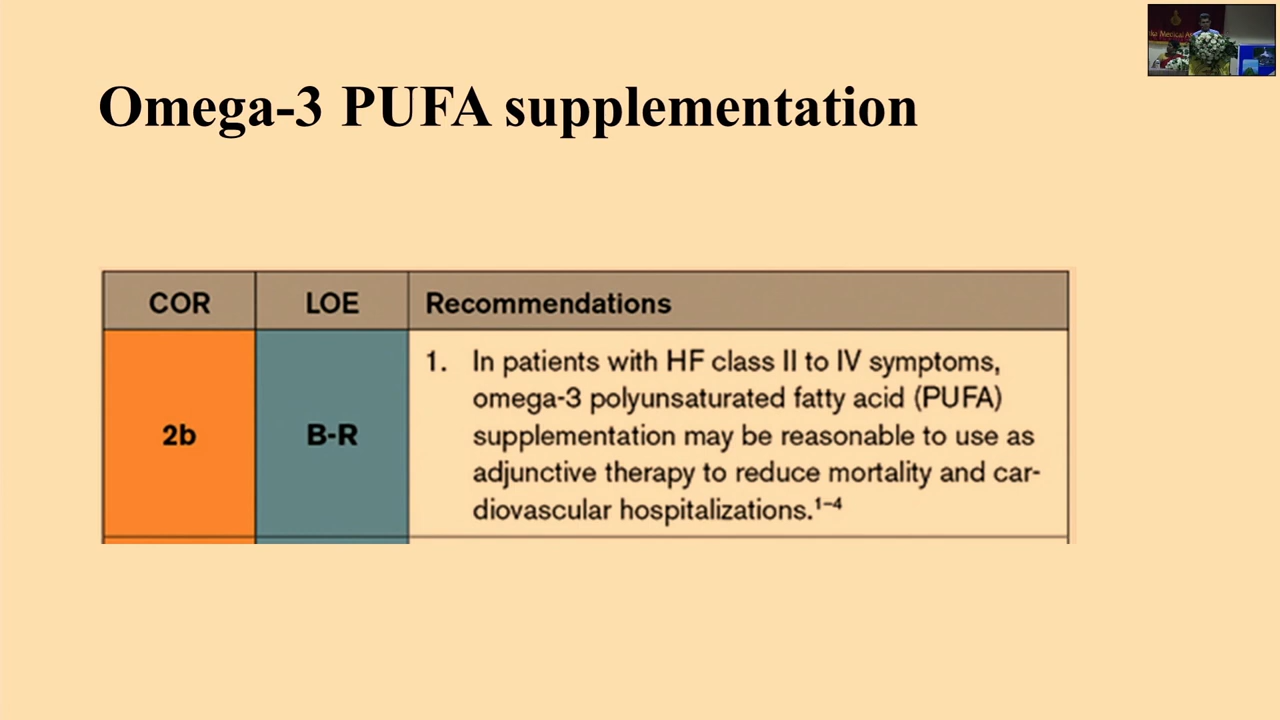 Omega-3 PUFA supplementation
COR LOE Recommendations
2b B-R 1. In patients with HF class II to IV symptoms,
omega-3 polyunsaturated fatty acid (PUFA)
supplementation may be reasonable to use as
adjunctive therapy to reduce mortality and car-
diovascular hospitalizations.1–4
Medical